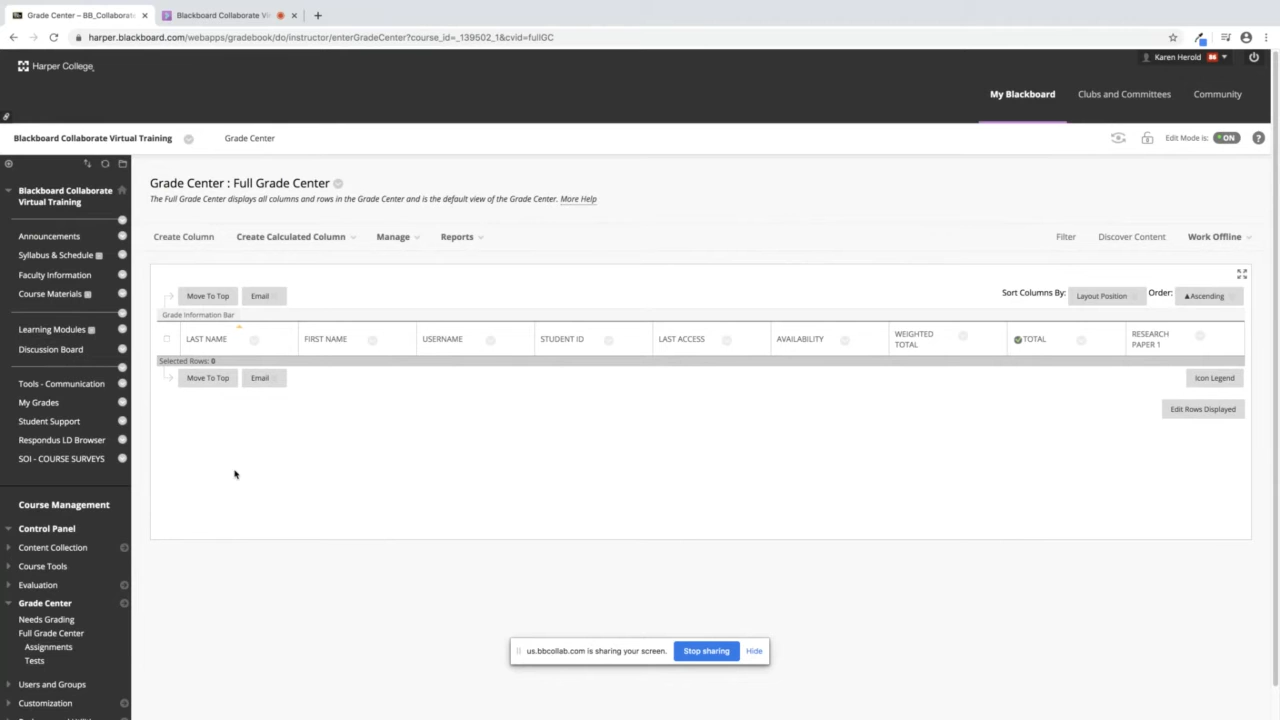 Grade Center – BB_Collaborate
Blackboard Collaborate Vir
harper.blackboard.com/webapps/gradebook/do/instructor/enterGradeCenter?course_id=_139502_1&cvid=fullGC
Harper College
Karen Herold
My Blackboard
Clubs and Committees
Community
Blackboard Collaborate Virtual Training
Grade Center
Edit Mode is:
ON
?
Blackboard Collaborate
Virtual Training
Announcements
Syllabus & Schedule
Faculty Information
Course Materials
Learning Modules
Discussion Board
Tools - Communication
My Grades
Student Support
Respondus LD Browser
SOI - COURSE SURVEYS
Course Management
Control Panel
Content Collection
Course Tools
Evaluation
Grade Center
Needs Grading
Full Grade Center
Assignments
Tests
Users and Groups
Customization
Grade Center : Full Grade Center
The Full Grade Center displays all columns and rows in the Grade Center and is the default view of the Grade Center. More Help
Create Column
Create Calculated Column
Manage
Reports
Filter
Discover Content
Work Offline
Move To Top
Email
Sort Columns By:
Layout Position
Order:
▲Ascending
Grade Information Bar
LAST NAME
FIRST NAME
USERNAME
STUDENT ID
LAST ACCESS
AVAILABILITY
WEIGHTED
TOTAL
TOTAL
RESEARCH
PAPER 1
Selected Rows: 0
Move To Top
Email
Icon Legend
Edit Rows Displayed
us.bbcollab.com is sharing your screen.
Stop sharing
Hide